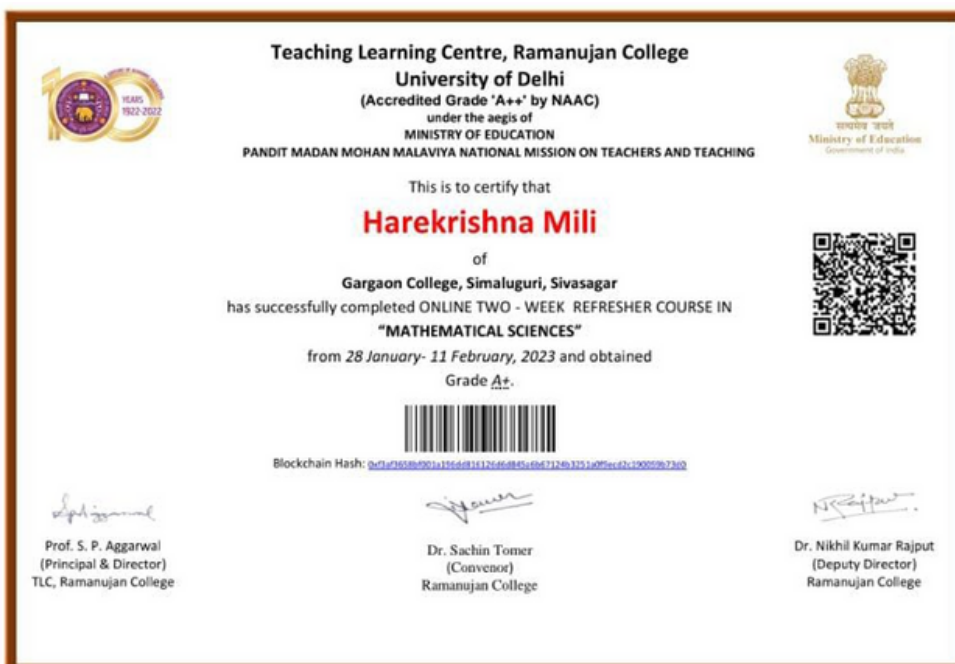 Teaching Learning Centre, Ramanujan College
University of Delhi
(Accredited Grade 'A++' by NAAC)
under the aegis of
MINISTRY OF EDUCATION
PANDIT MADAN MOHAN MALAVIYA NATIONAL MISSION ON TEACHERS AND TEACHING
YEARS
1922-2022
सत्यमेव जयते
Ministry of Education
Government of India
This is to certify that
Harekrishna Mili
of
Gargaon College, Simaluguri, Sivasagar
has successfully completed ONLINE TWO - WEEK REFRESHER COURSE IN
“MATHEMATICAL SCIENCES”
from 28 January- 11 February, 2023 and obtained
Grade A+.
Blockchain Hash:
Prof. S. P. Aggarwal
(Principal & Director)
TLC, Ramanujan College
Dr. Sachin Tomer
(Convenor)
Ramanujan College
Dr. Nikhil Kumar Rajput
(Deputy Director)
Ramanujan College